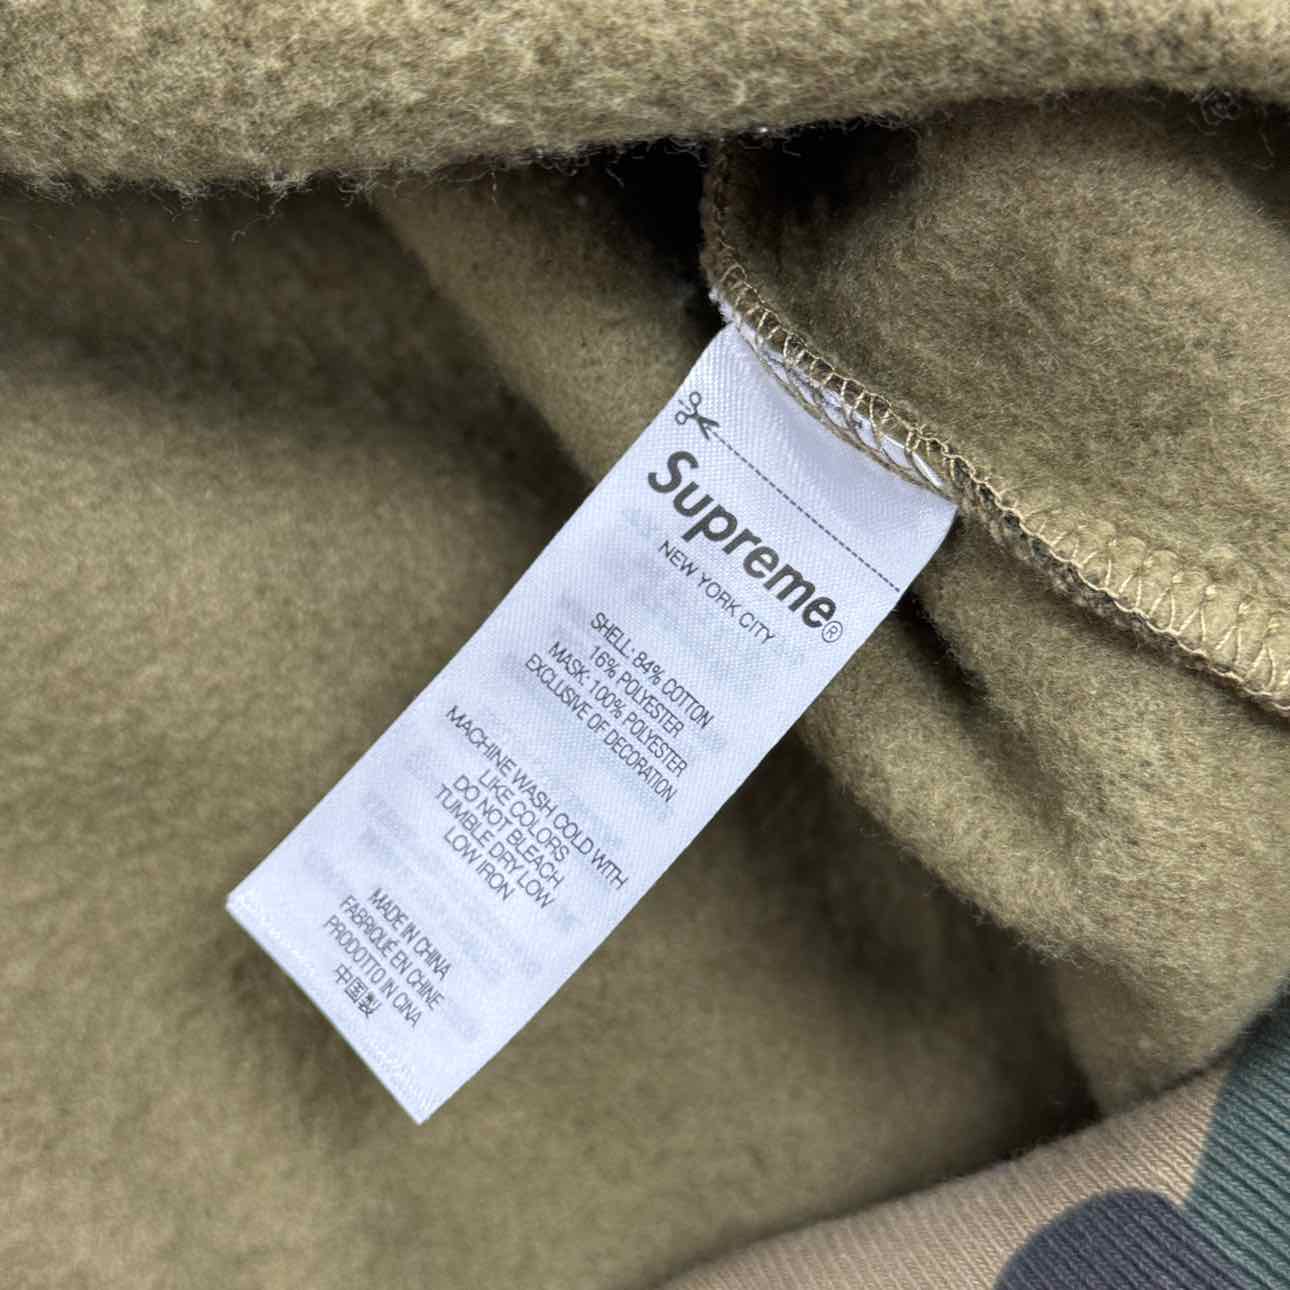 Supreme®
NEW YORK CITY
SHELL: 84% COTTON
16% POLYESTER
MASK: 100% POLYESTER
EXCLUSIVE OF DECORATION
MACHINE WASH COLD WITH
LIKE COLORS
DO NOT BLEACH
TUMBLE DRY LOW
LOW IRON
MADE IN CHINA
FABRIQUÉ EN CHINE
PRODOTTO IN CINA
中国製